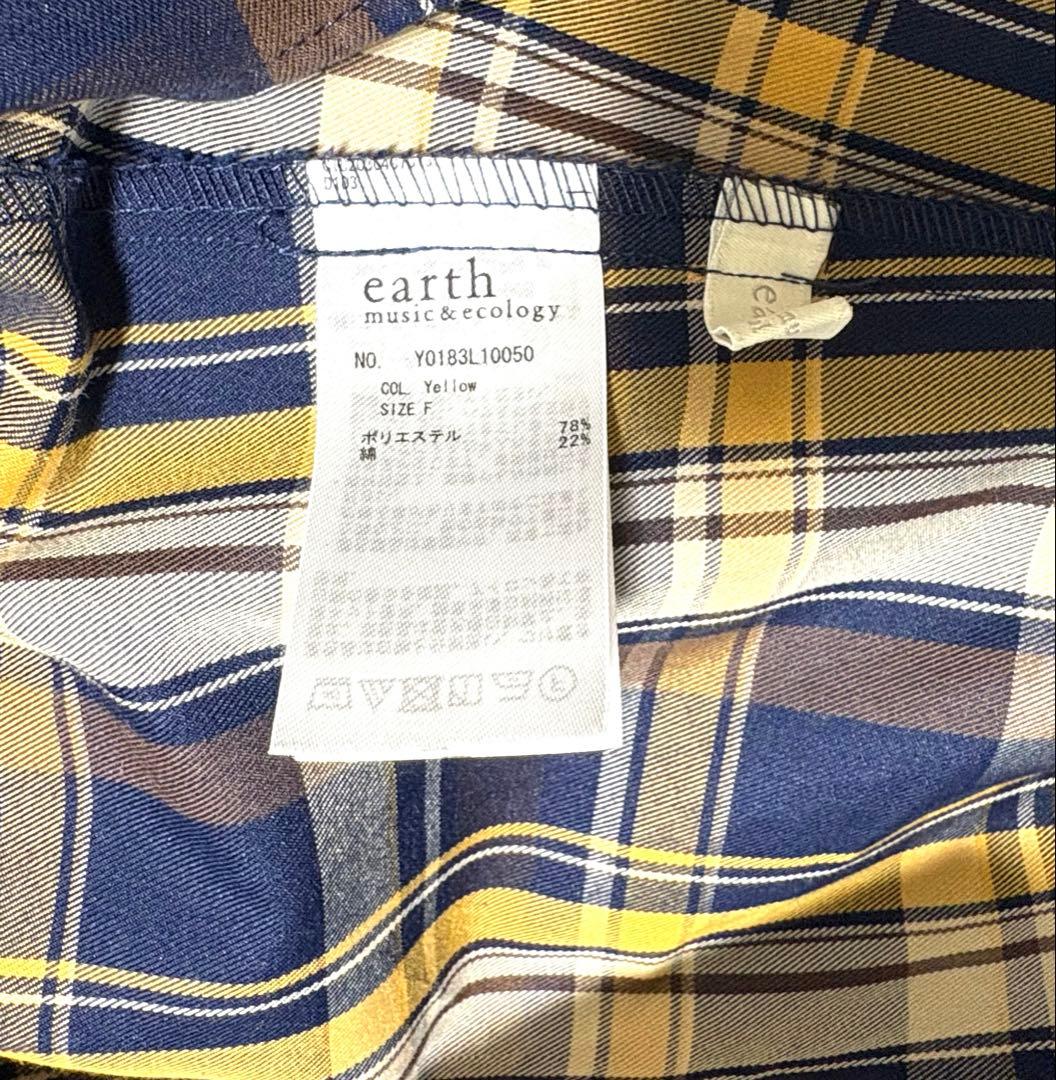 earth
music & ecology
NO. Y0183L10050
COL Yellow
SIZE F
ポリエステル 78%
綿 22%